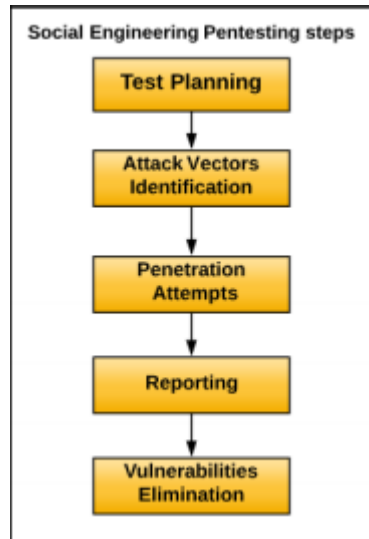 Social Engineering Pentesting steps
Test Planning
Attack Vectors
Identification
Penetration
Attempts
Reporting
Vulnerabilities
Elimination